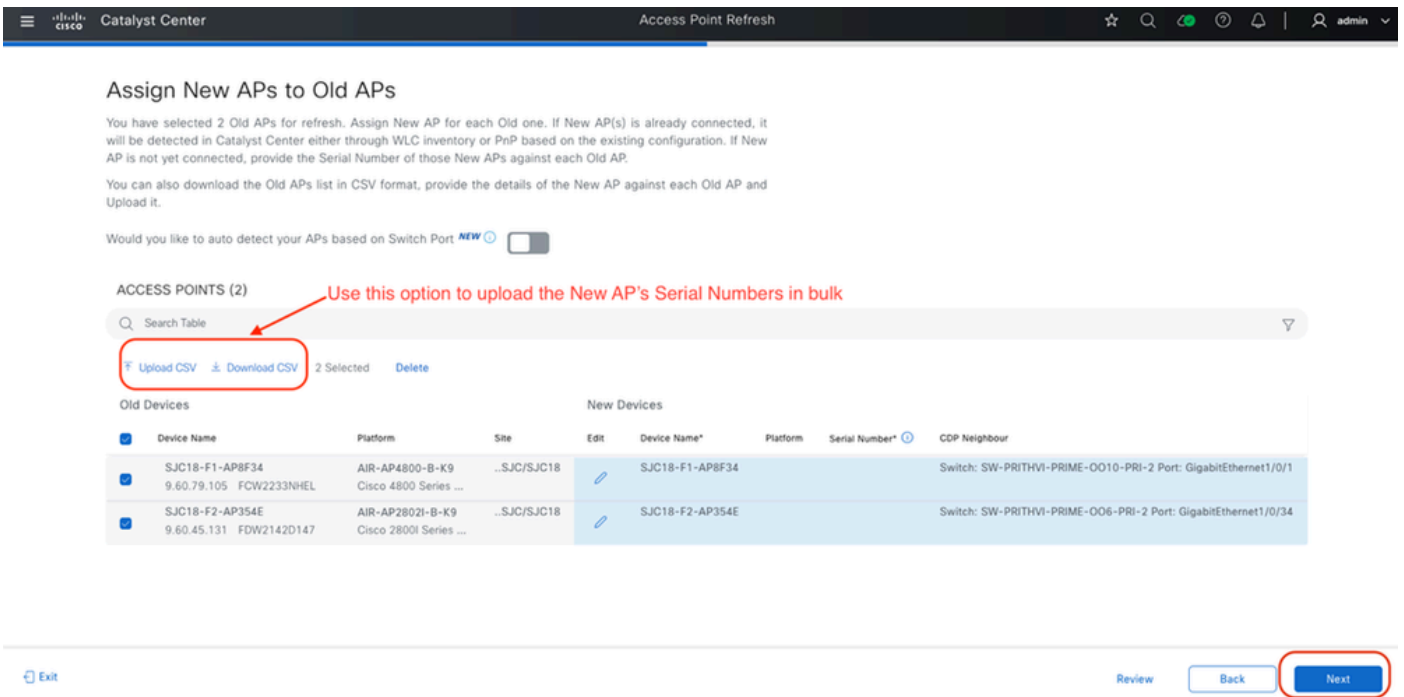 cisco Catalyst Center Access Point Refresh admin
Assign New APs to Old APs
You have selected 2 Old APs for refresh. Assign New AP for each Old one. If New AP(s) is already connected, it
will be detected in Catalyst Center either through WLC inventory or PnP based on the existing configuration. If New
AP is not yet connected, provide the Serial Number of those New APs against each Old AP.
You can also download the Old APs list in CSV format, provide the details of the New AP against each Old AP and
Upload it.
Would you like to auto detect your APs based on Switch Port NEW
ACCESS POINTS (2)
Use this option to upload the New AP's Serial Numbers in bulk
Search Table
Upload CSV Download CSV 2 Selected Delete
Old Devices New Devices
Device Name Platform Site Edit Device Name* Platform Serial Number* CDP Neighbour
SJC18-F1-AP8F34 AIR-AP4800-B-K9 ..SJC/SJC18 SJC18-F1-AP8F34 Switch: SW-PRITHVI-PRIME-OO10-PRI-2 Port: GigabitEthernet1/0/1
9.60.79.105 FCW2233NHEL Cisco 4800 Series ...
SJC18-F2-AP354E AIR-AP2802I-B-K9 ..SJC/SJC18 SJC18-F2-AP354E Switch: SW-PRITHVI-PRIME-OO6-PRI-2 Port: GigabitEthernet1/0/34
9.60.45.131 FDW2142D147 Cisco 2800I Series ...
Exit Review Back Next